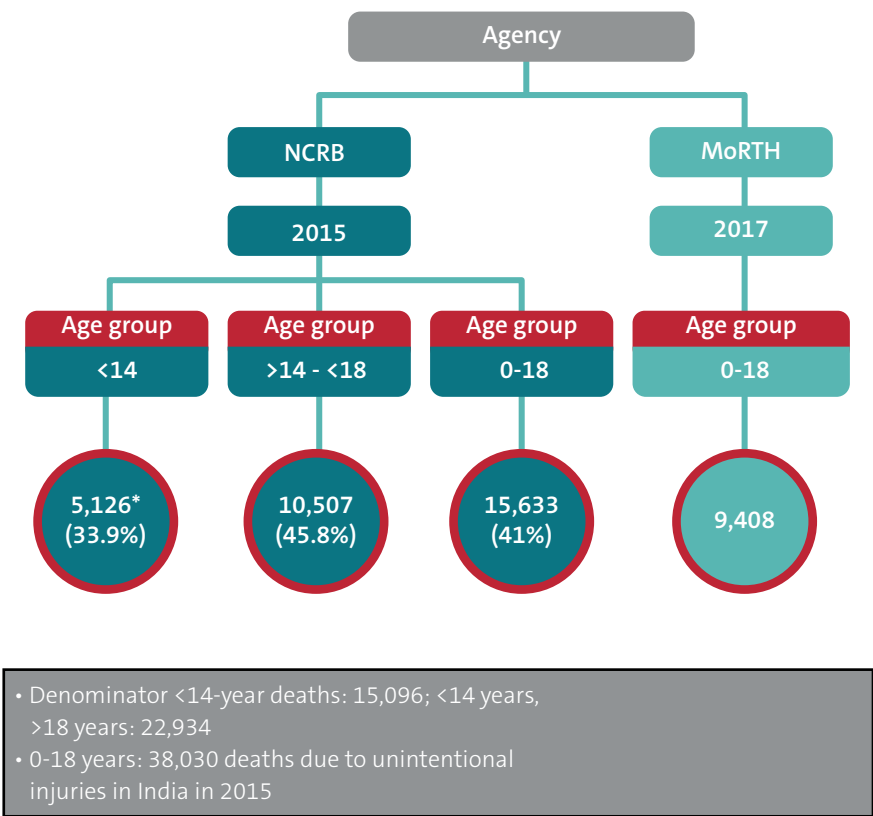 Agency
NCRB
MoRTH
2015
2017
Age group
Age group
Age group
Age group
<14
>14 - <18
0-18
0-18
5,126*
(33.9%)
10,507
(45.8%)
15,633
(41%)
9,408
• Denominator <14-year deaths: 15,096; <14 years,
>18 years: 22,934
• 0-18 years: 38,030 deaths due to unintentional
injuries in India in 2015